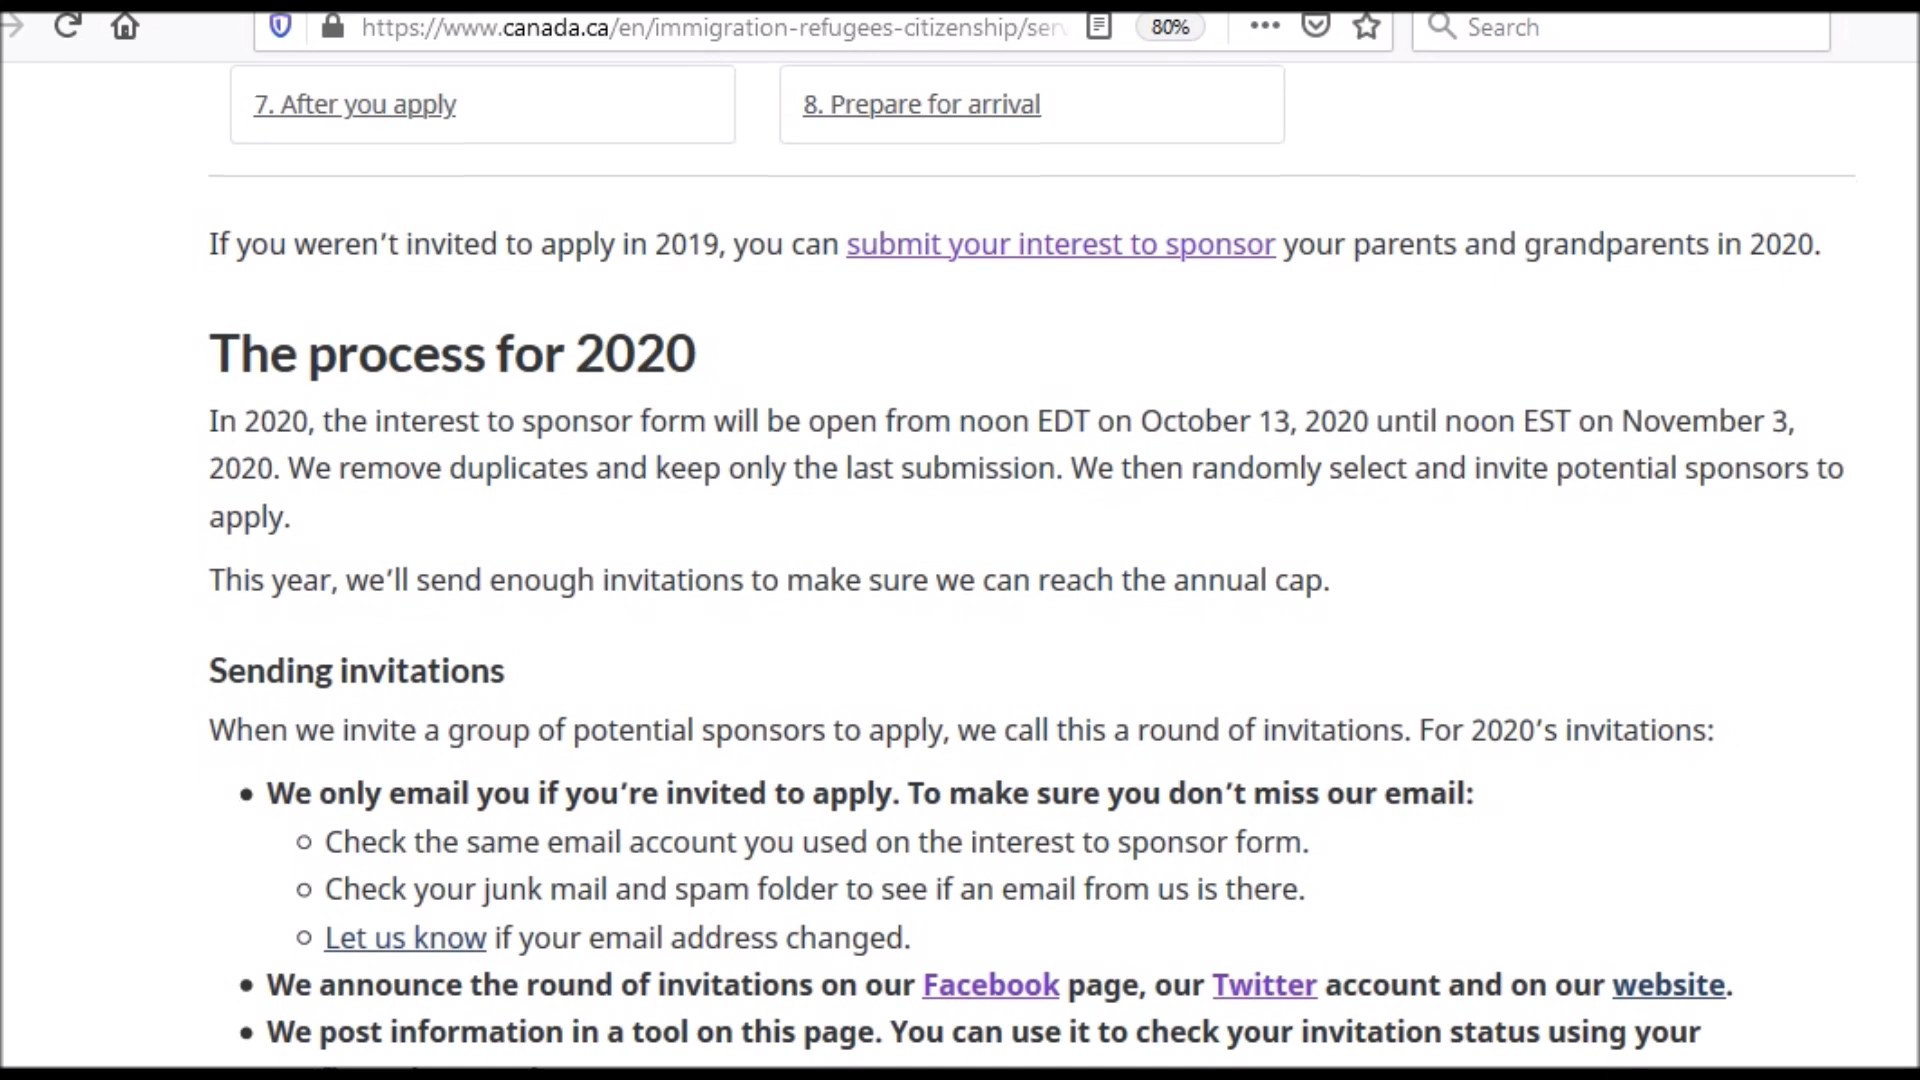 https://www.canada.ca/en/immigration-refugees-citizenship/serv
80%
Search
7. After you apply
8. Prepare for arrival
If you weren’t invited to apply in 2019, you can submit your interest to sponsor your parents and grandparents in 2020.
The process for 2020
In 2020, the interest to sponsor form will be open from noon EDT on October 13, 2020 until noon EST on November 3,
2020. We remove duplicates and keep only the last submission. We then randomly select and invite potential sponsors to
apply.
This year, we’ll send enough invitations to make sure we can reach the annual cap.
Sending invitations
When we invite a group of potential sponsors to apply, we call this a round of invitations. For 2020’s invitations:
We only email you if you’re invited to apply. To make sure you don’t miss our email:
Check the same email account you used on the interest to sponsor form.
Check your junk mail and spam folder to see if an email from us is there.
Let us know if your email address changed.
We announce the round of invitations on our Facebook page, our Twitter account and on our website.
We post information in a tool on this page. You can use it to check your invitation status using your